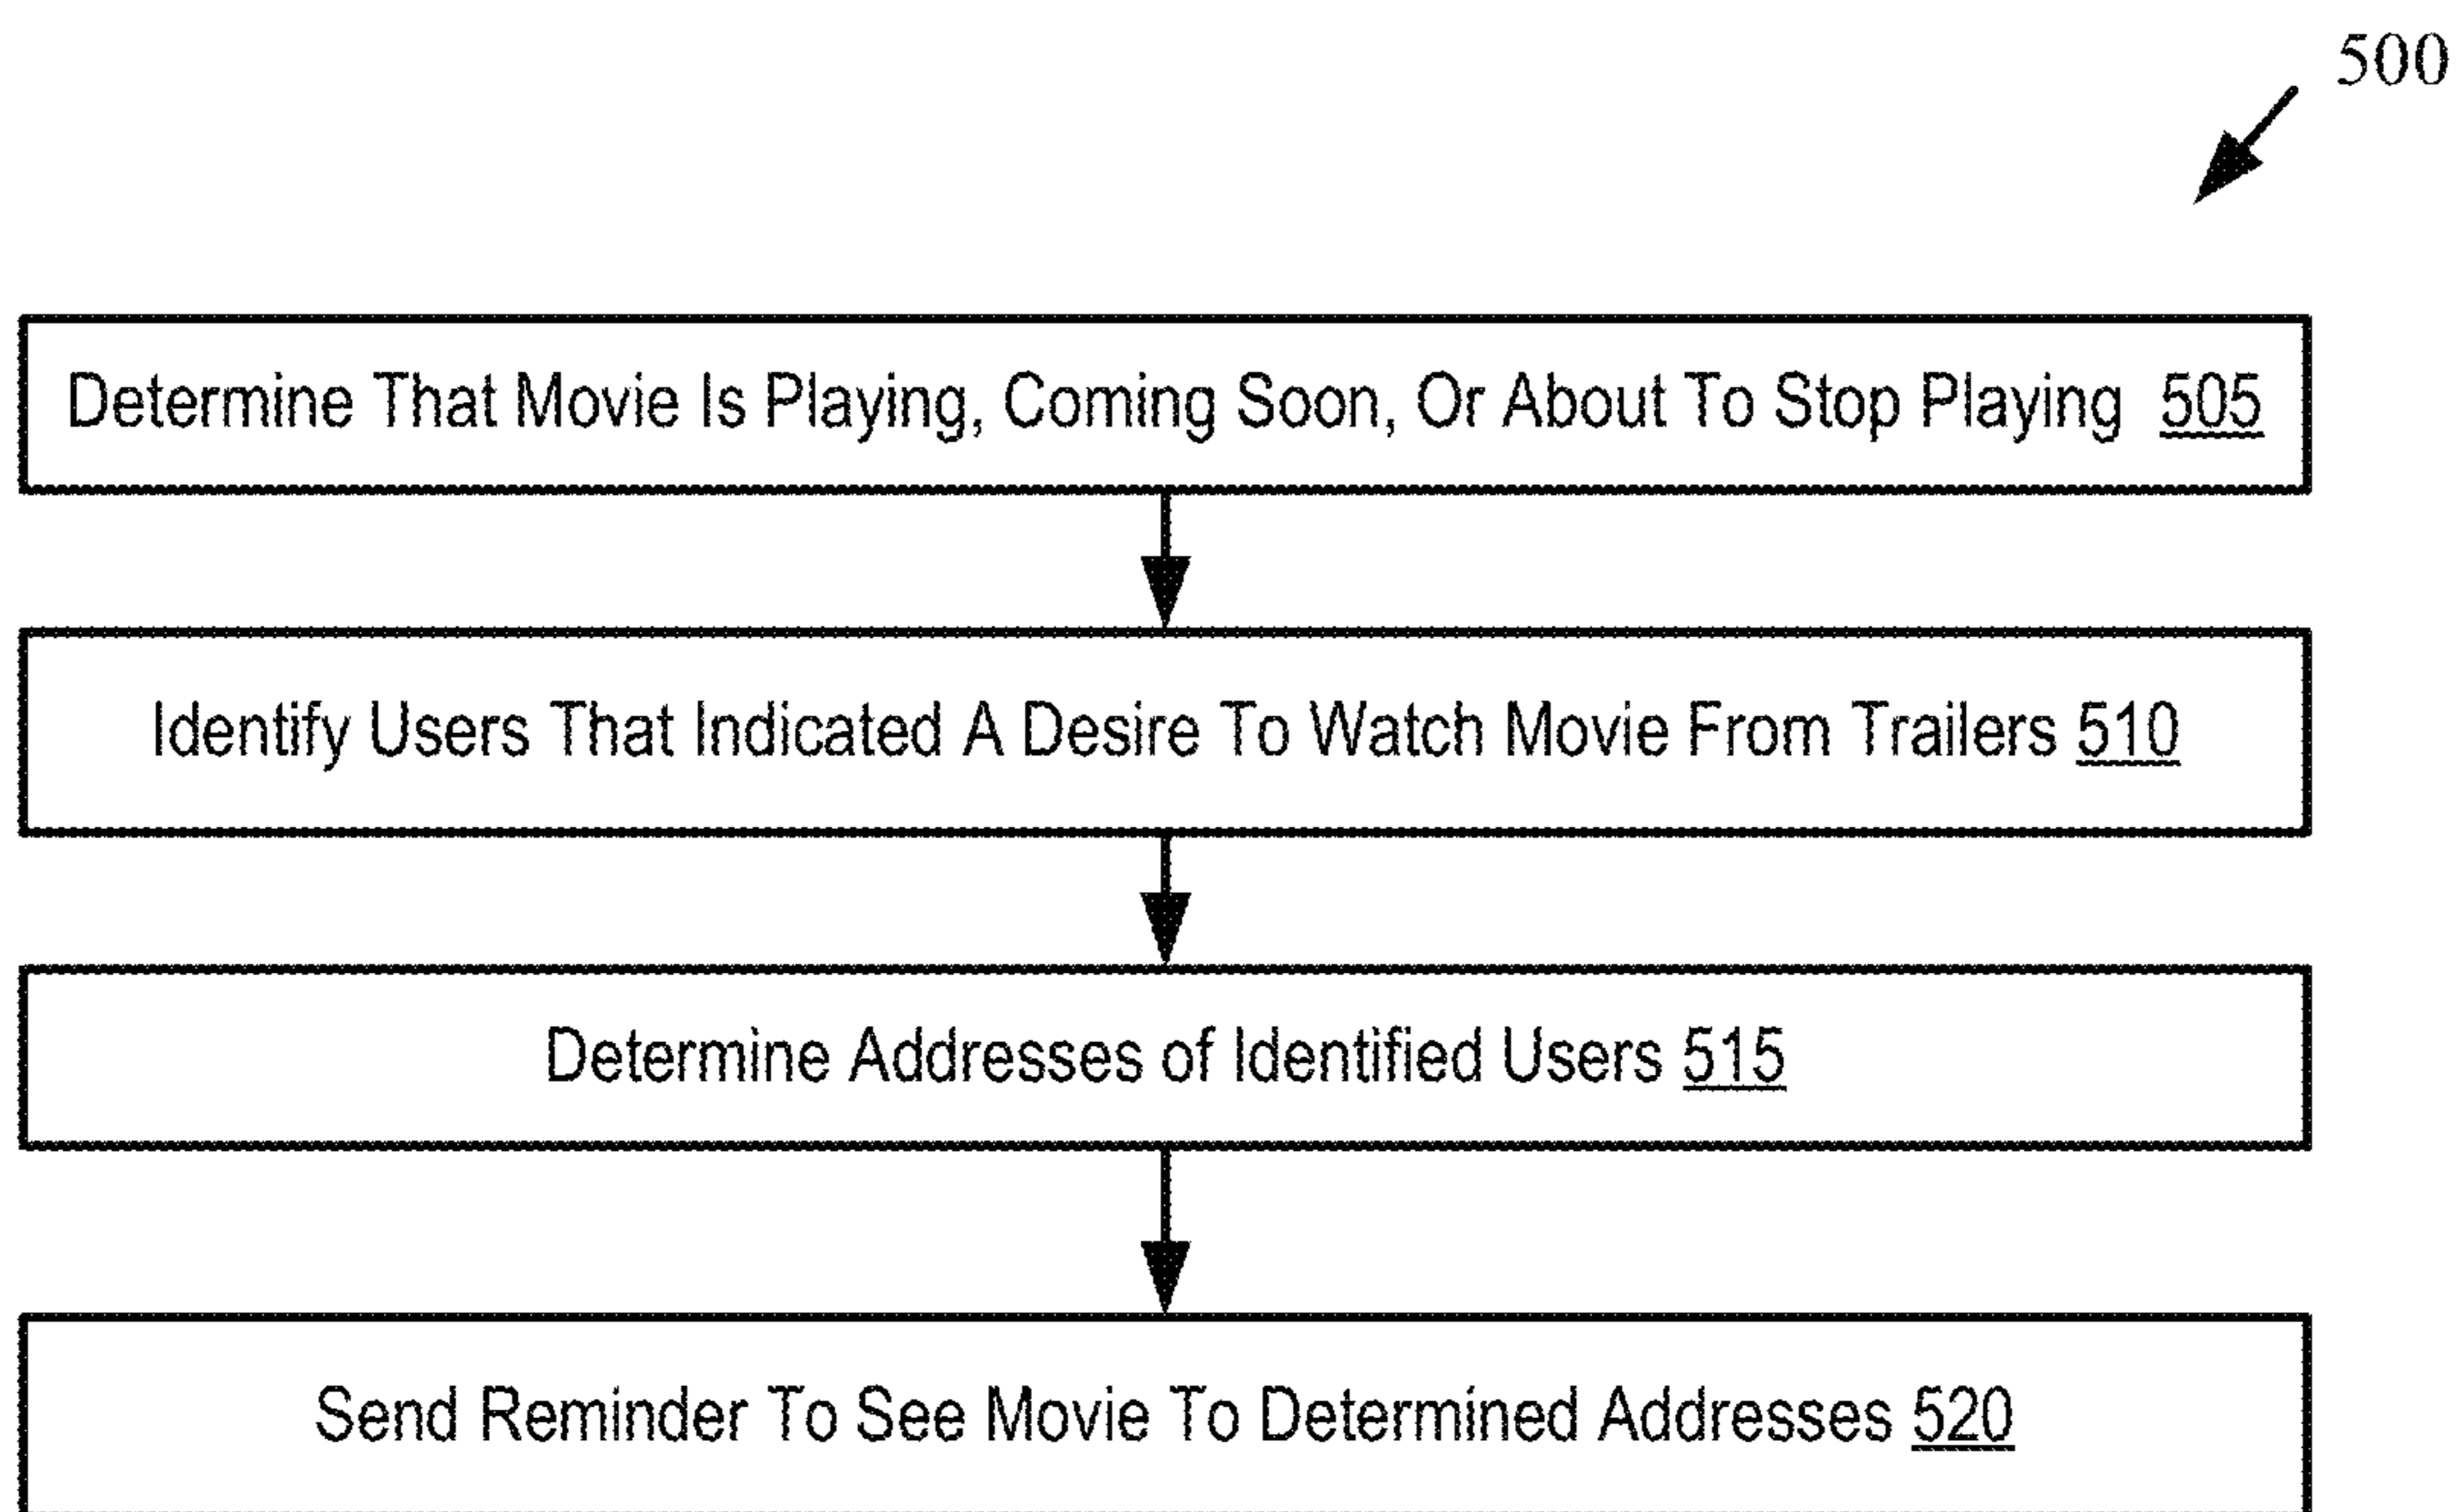 500
Determine That Movie Is Playing, Coming Soon, Or About To Stop Playing 505
Identify Users That Indicated A Desire To Watch Movie From Trailers 510
Determine Addresses of Identified Users 515
Send Reminder To See Movie To Determined Addresses 520